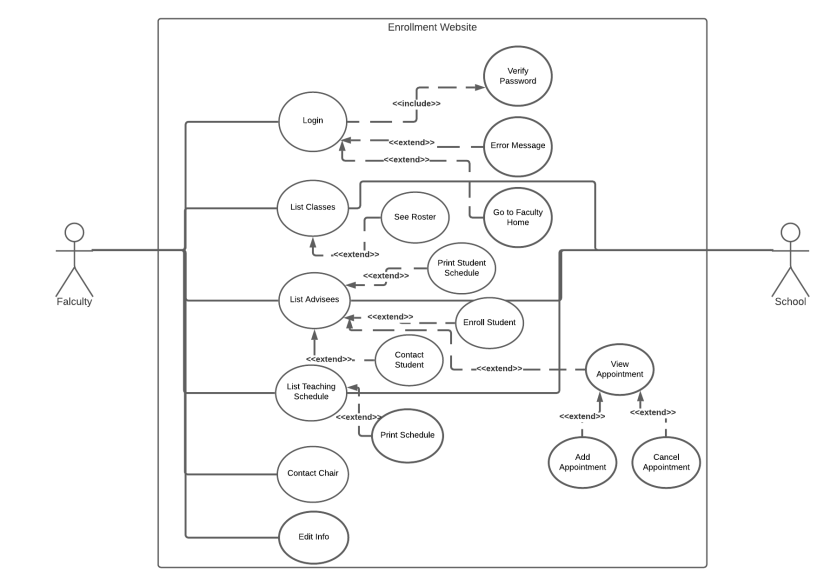 Enrollment Website
Verify
Password
<<include>>
Login
<<extend>>
Error Message
<<extend>>
List Classes
See Roster
Go to Faculty
Home
<<extend>>
Print Student
Schedule
<<extend>>
Falculty
School
List Advisees
<<extend>>
Enroll Student
<<extend>>
Contact
Student
<<extend>>
View
Appointment
List Teaching
Schedule
<<extend>>
Print Schedule
<<extend>>
<<extend>>
Add
Appointment
Cancel
Appointment
Contact Chair
Edit Info